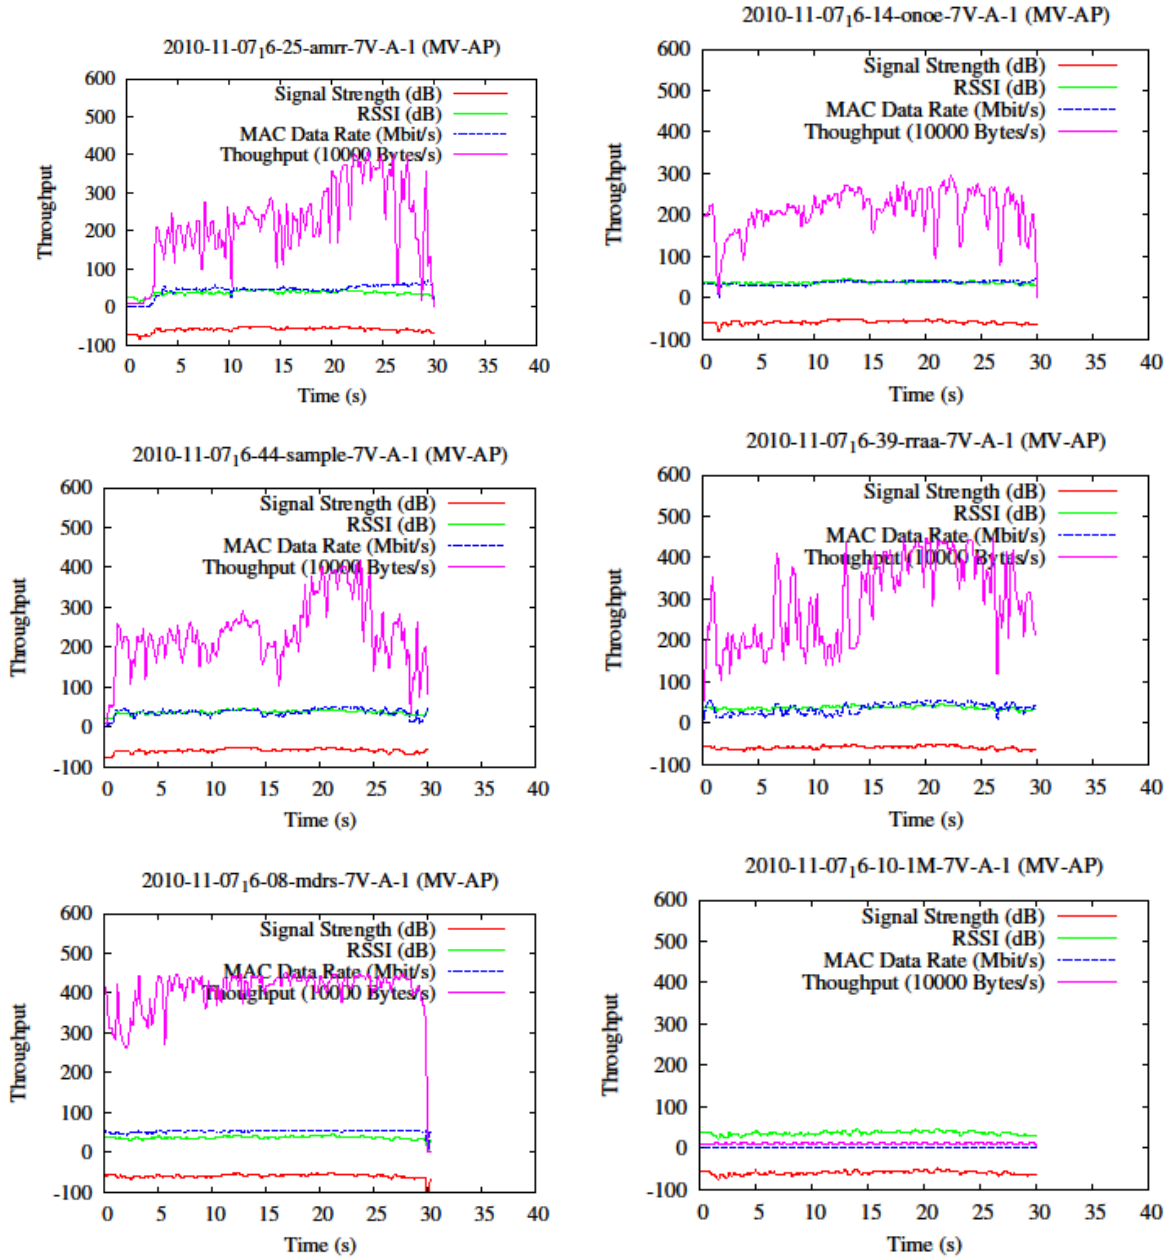 2010-11-07₁6-25-amrr-7V-A-1 (MV-AP)
600
500
400
300
200
100
0
-100
Throughput
Signal Strength (dB)
RSSI (dB)
MAC Data Rate (Mbit/s)
Thoughput (10000 Bytes/s)
0 5 10 15 20 25 30 35 40
Time (s)
2010-11-07₁6-14-onoe-7V-A-1 (MV-AP)
600
500
400
300
200
100
0
-100
Throughput
Signal Strength (dB)
RSSI (dB)
MAC Data Rate (Mbit/s)
Thoughput (10000 Bytes/s)
0 5 10 15 20 25 30 35 40
Time (s)
2010-11-07₁6-44-sample-7V-A-1 (MV-AP)
600
500
400
300
200
100
0
-100
Throughput
Signal Strength (dB)
RSSI (dB)
MAC Data Rate (Mbit/s)
Thoughput (10000 Bytes/s)
0 5 10 15 20 25 30 35 40
Time (s)
2010-11-07₁6-39-rraa-7V-A-1 (MV-AP)
600
500
400
300
200
100
0
-100
Throughput
Signal Strength (dB)
RSSI (dB)
MAC Data Rate (Mbit/s)
Thoughput (10000 Bytes/s)
0 5 10 15 20 25 30 35 40
Time (s)
2010-11-07₁6-08-mdrs-7V-A-1 (MV-AP)
600
500
400
300
200
100
0
-100
Throughput
Signal Strength (dB)
RSSI (dB)
MAC Data Rate (Mbit/s)
Thoughput (10000 Bytes/s)
0 5 10 15 20 25 30 35 40
Time (s)
2010-11-07₁6-10-1M-7V-A-1 (MV-AP)
600
500
400
300
200
100
0
-100
Throughput
Signal Strength (dB)
RSSI (dB)
MAC Data Rate (Mbit/s)
Thoughput (10000 Bytes/s)
0 5 10 15 20 25 30 35 40
Time (s)